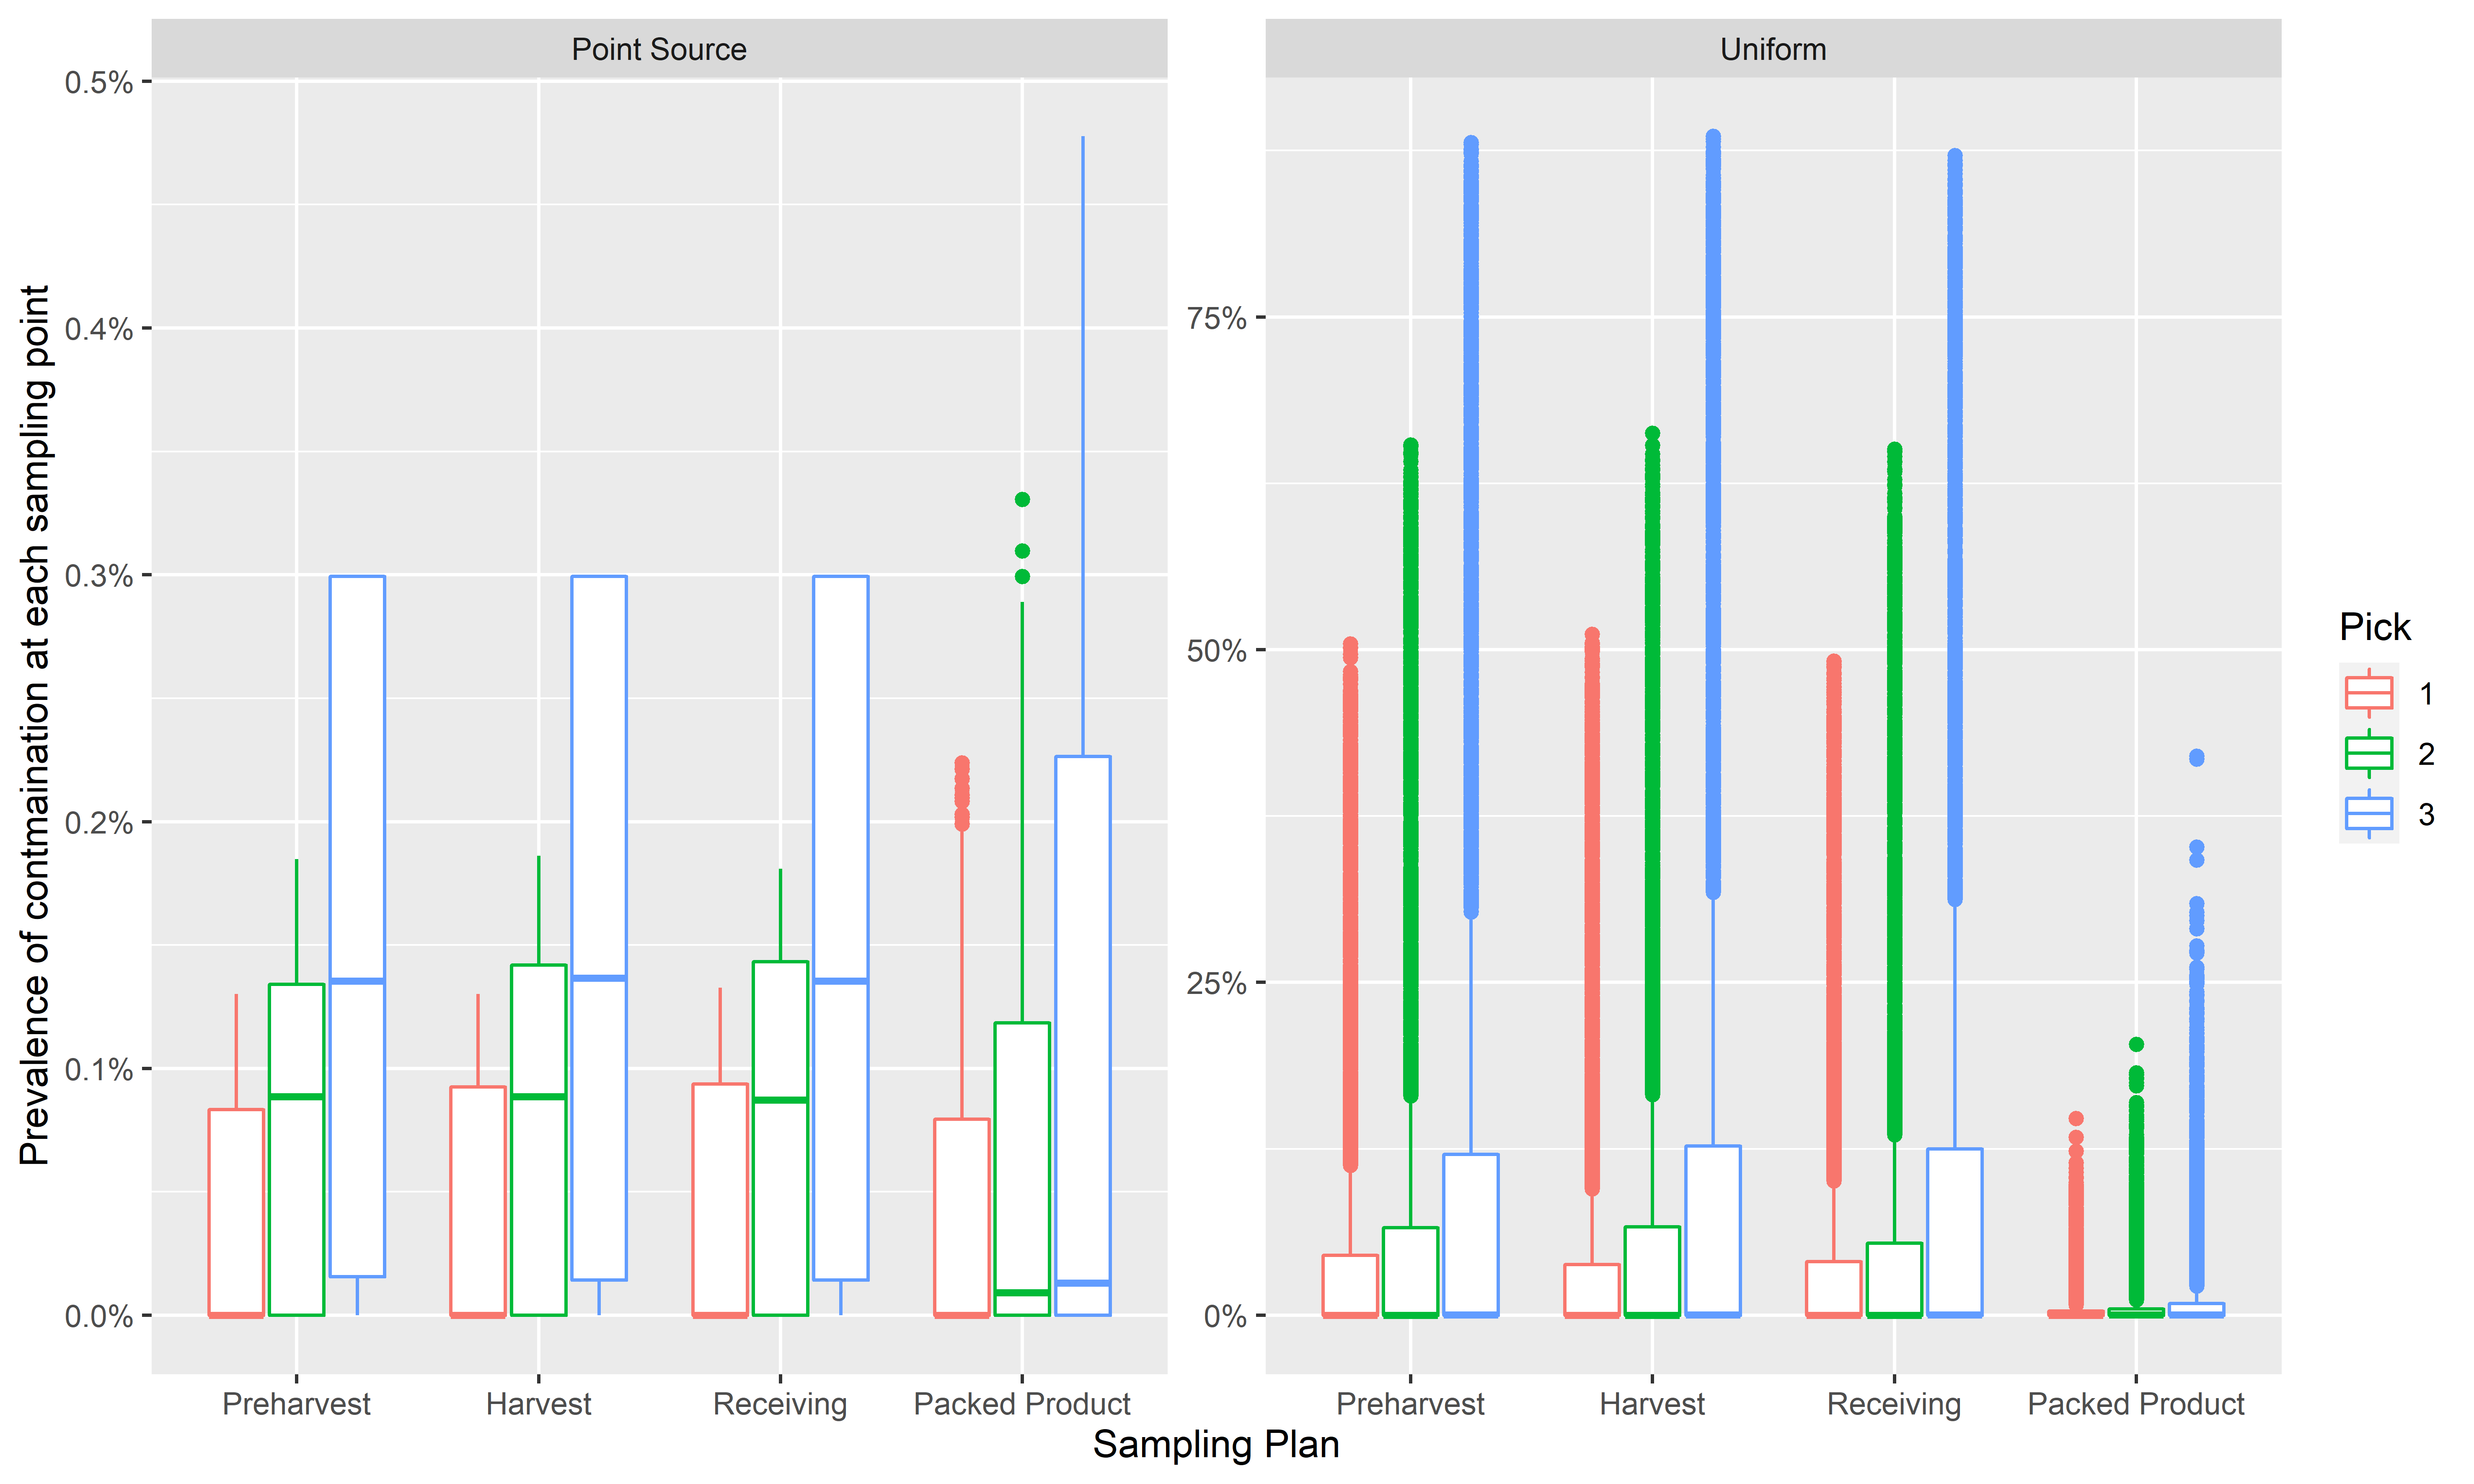 Point Source
Uniform
Prevalence of contmaination at each sampling point
0.5%
0.4%
0.3%
0.2%
0.1%
0.0%
75%
50%
25%
0%
Preharvest Harvest Receiving Packed Product
Preharvest Harvest Receiving Packed Product
Sampling Plan
Pick
1
2
3